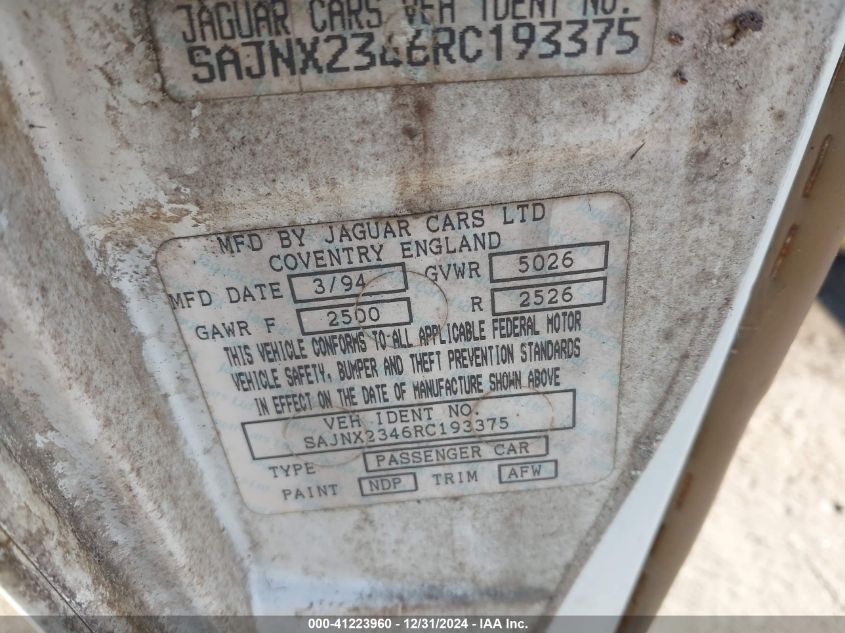 JAGUAR CARS VEH IDENT NO.
SAJNX2346RC193375
MFD BY JAGUAR CARS LTD
COVENTRY ENGLAND
MFD DATE 3/94 GVWR 5026
GAWR F 2500 R 2526
THIS VEHICLE CONFORMS TO ALL APPLICABLE FEDERAL MOTOR
VEHICLE SAFETY, BUMPER AND THEFT PREVENTION STANDARDS
IN EFFECT ON THE DATE OF MANUFACTURE SHOWN ABOVE
VEH IDENT NO.
SAJNX2346RC193375
TYPE PASSENGER CAR
PAINT NDP TRIM AFW
000-41223960 - 12/31/2024 - IAA Inc.